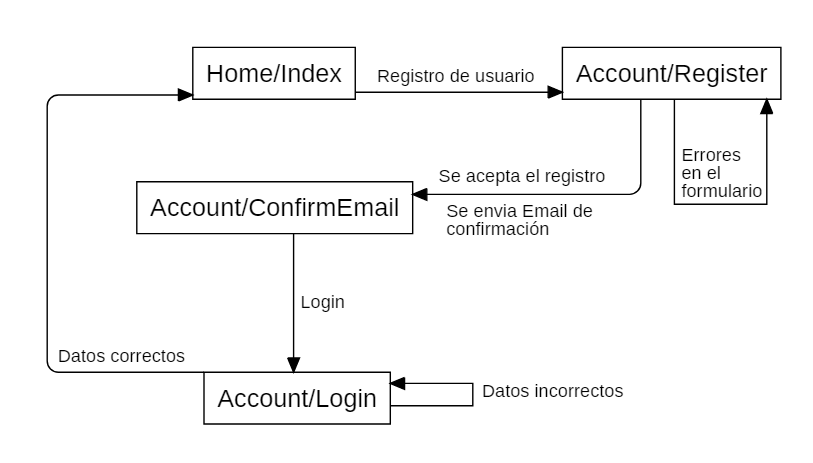 Home/Index
Registro de usuario
Account/Register
Errores
en el
formulario
Se acepta el registro
Se envia Email de
confirmación
Account/ConfirmEmail
Login
Datos correctos
Account/Login
Datos incorrectos